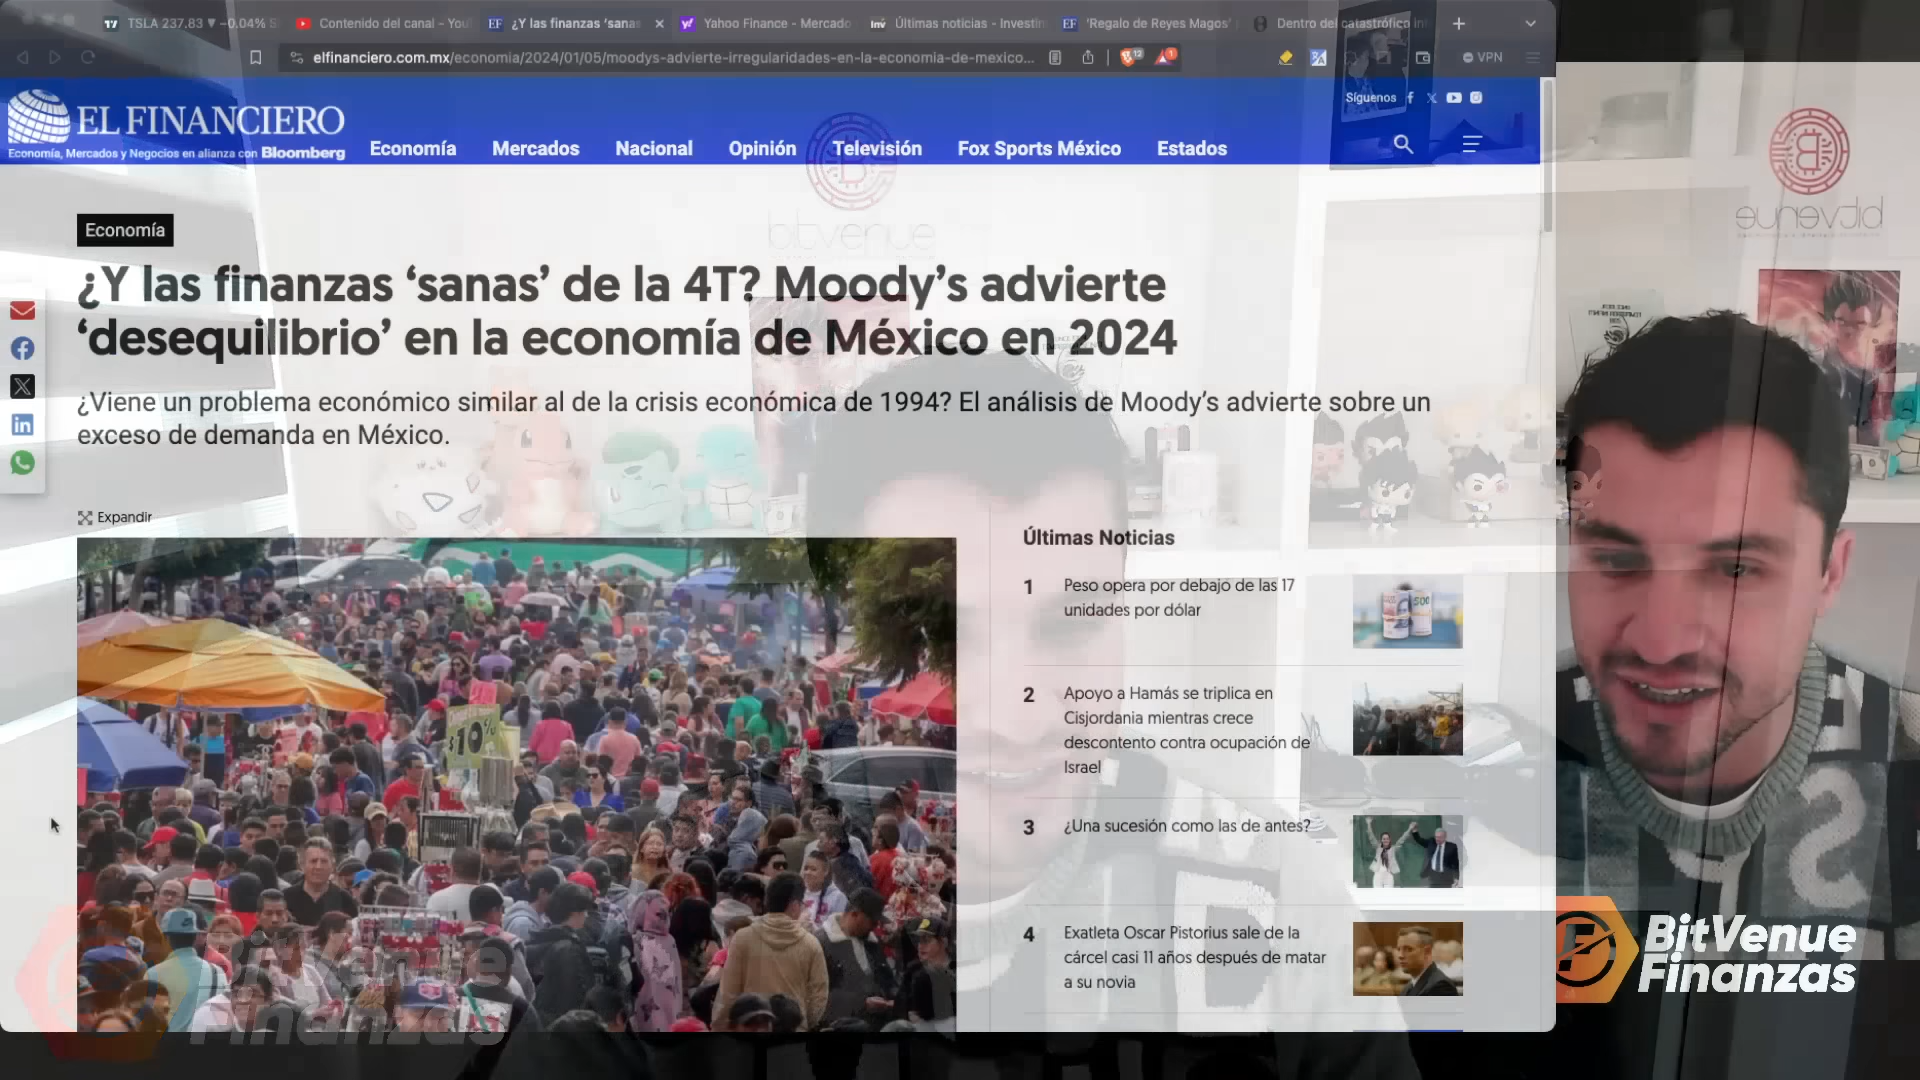 TSLA 237.83 ▼ −0.04%
Contenido del canal – You
¿Y las finanzas ‘sanas
Yahoo Finance - Mercado
Últimas noticias - Investin
‘Regalo de Reyes Magos’
Dentro del catastrófico in
elfinanciero.com.mx/economia/2024/01/05/moodys-advierte-irregularidades-en-la-economia-de-mexico...
12
1
VPN
EL FINANCIERO
Economía, Mercados y Negocios en alianza con Bloomberg
Economía
Mercados
Nacional
Opinión
Televisión
Fox Sports México
Estados
Síguenos
bitvenue
bitvenue
Economía
¿Y las finanzas ‘sanas’ de la 4T? Moody’s advierte
‘desequilibrio’ en la economía de México en 2024
¿Viene un problema económico similar al de la crisis económica de 1994? El análisis de Moody’s advierte sobre un
exceso de demanda en México.
Expandir
$10
Últimas Noticias
1
Peso opera por debajo de las 17
unidades por dólar
2
Apoyo a Hamás se triplica en
Cisjordania mientras crece
descontento contra ocupación de
Israel
3
¿Una sucesión como las de antes?
4
Exatleta Oscar Pistorius sale de la
cárcel casi 11 años después de matar
a su novia
BitVenue
Finanzas
BitVenue
Finanzas